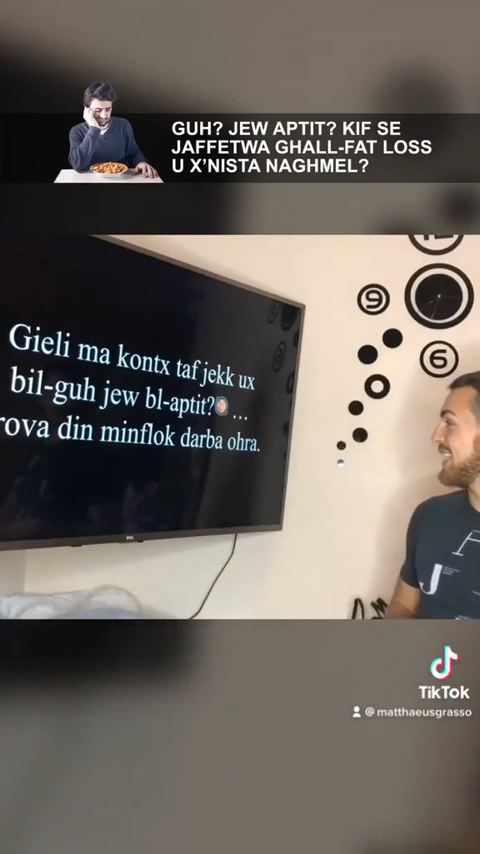 GUH? JEW APTIT? KIF SE
JAFFETWA GHALL-FAT LOSS
U X'NISTA NAGHMEL?
9
6
Gieli ma kontx taf jekk ux
bil-guh jew bl-aptit? ...
rova din minflok darba ohra.
TCL
TikTok
@matthaeusgrasso